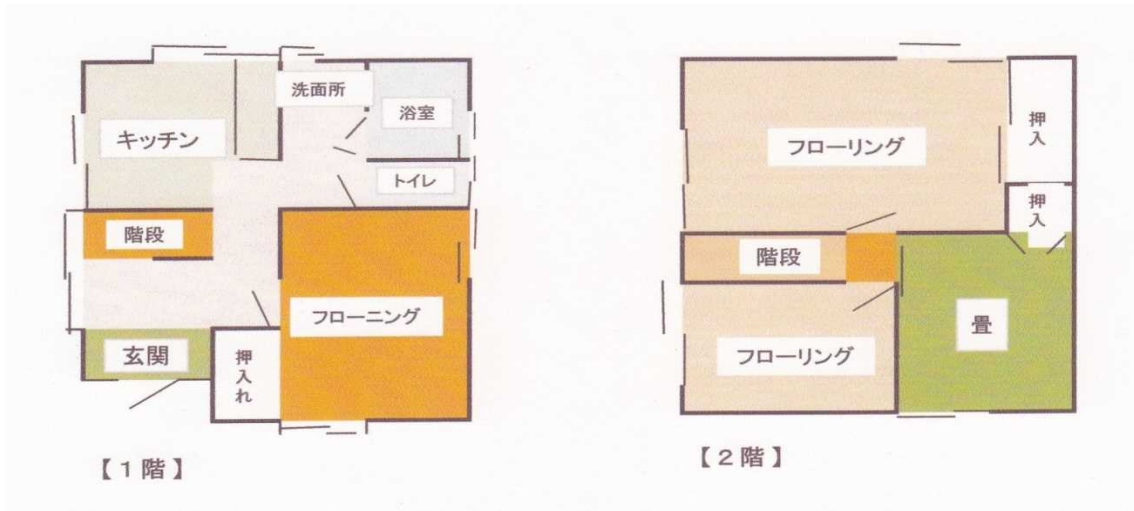 洗面所
浴室
キッチン
トイレ
階段
フローニング
玄関
押入れ
【1階】
フローリング
押入
押入
階段
畳
フローリング
【2階】